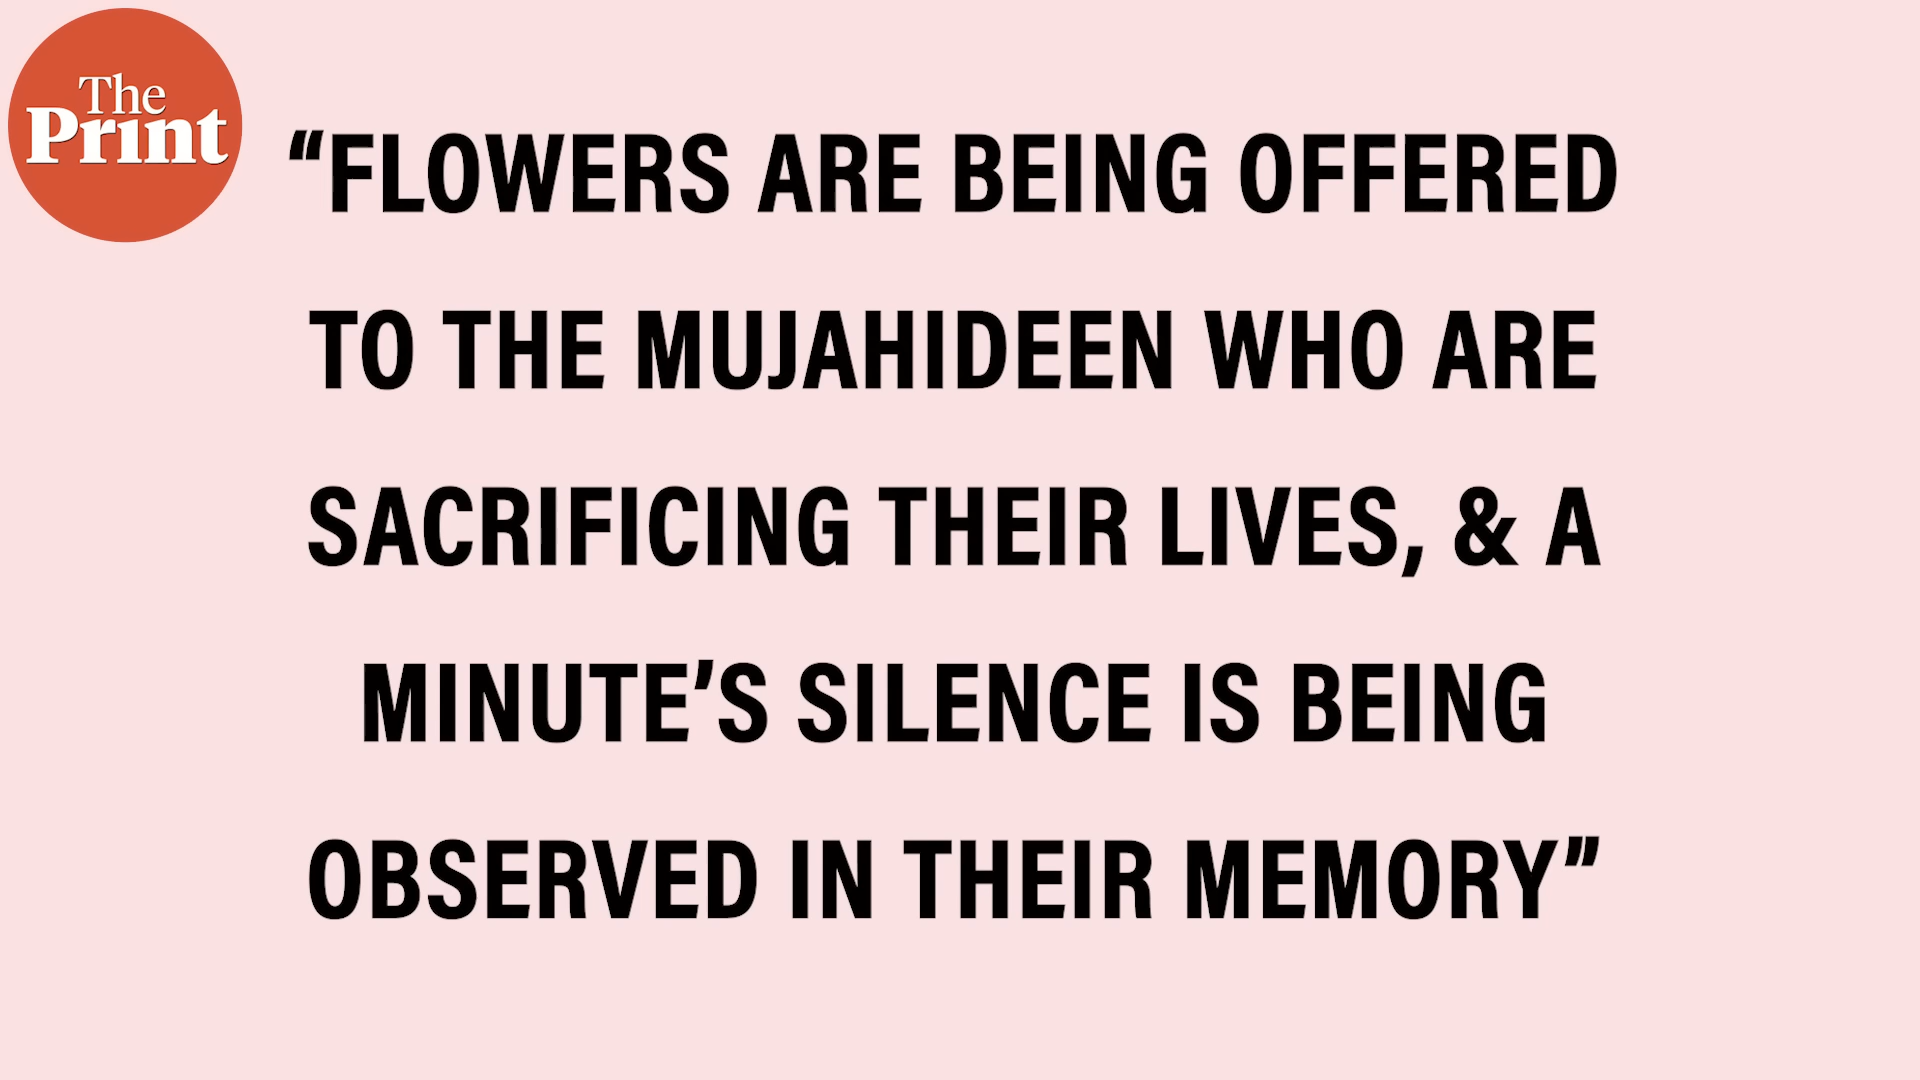 The
Print
“FLOWERS ARE BEING OFFERED
TO THE MUJAHIDEEN WHO ARE
SACRIFICING THEIR LIVES, & A
MINUTE’S SILENCE IS BEING
OBSERVED IN THEIR MEMORY”